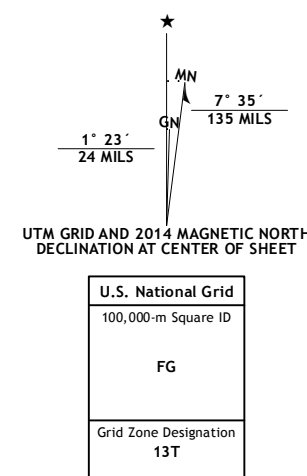 ★
MN
7° 35´
135 MILS
GN
1° 23´
24 MILS
UTM GRID AND 2014 MAGNETIC NORTH
DECLINATION AT CENTER OF SHEET
U.S. National Grid
100,000-m Square ID
FG
Grid Zone Designation
13T